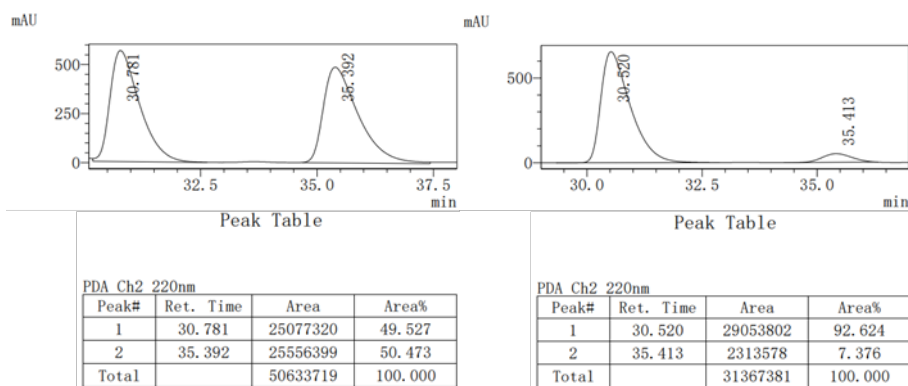 mAU
500
250
0
30.781
35.392
32.5
35.0
37.5
min
Peak Table
PDA Ch2 220nm
Peak# Ret. Time Area Area%
1 30.781 25077320 49.527
2 35.392 25556399 50.473
Total 50633719 100.000
mAU
500
0
30.520
35.413
30.0
32.5
35.0
min
Peak Table
PDA Ch2 220nm
Peak# Ret. Time Area Area%
1 30.520 29053802 92.624
2 35.413 2313578 7.376
Total 31367381 100.000